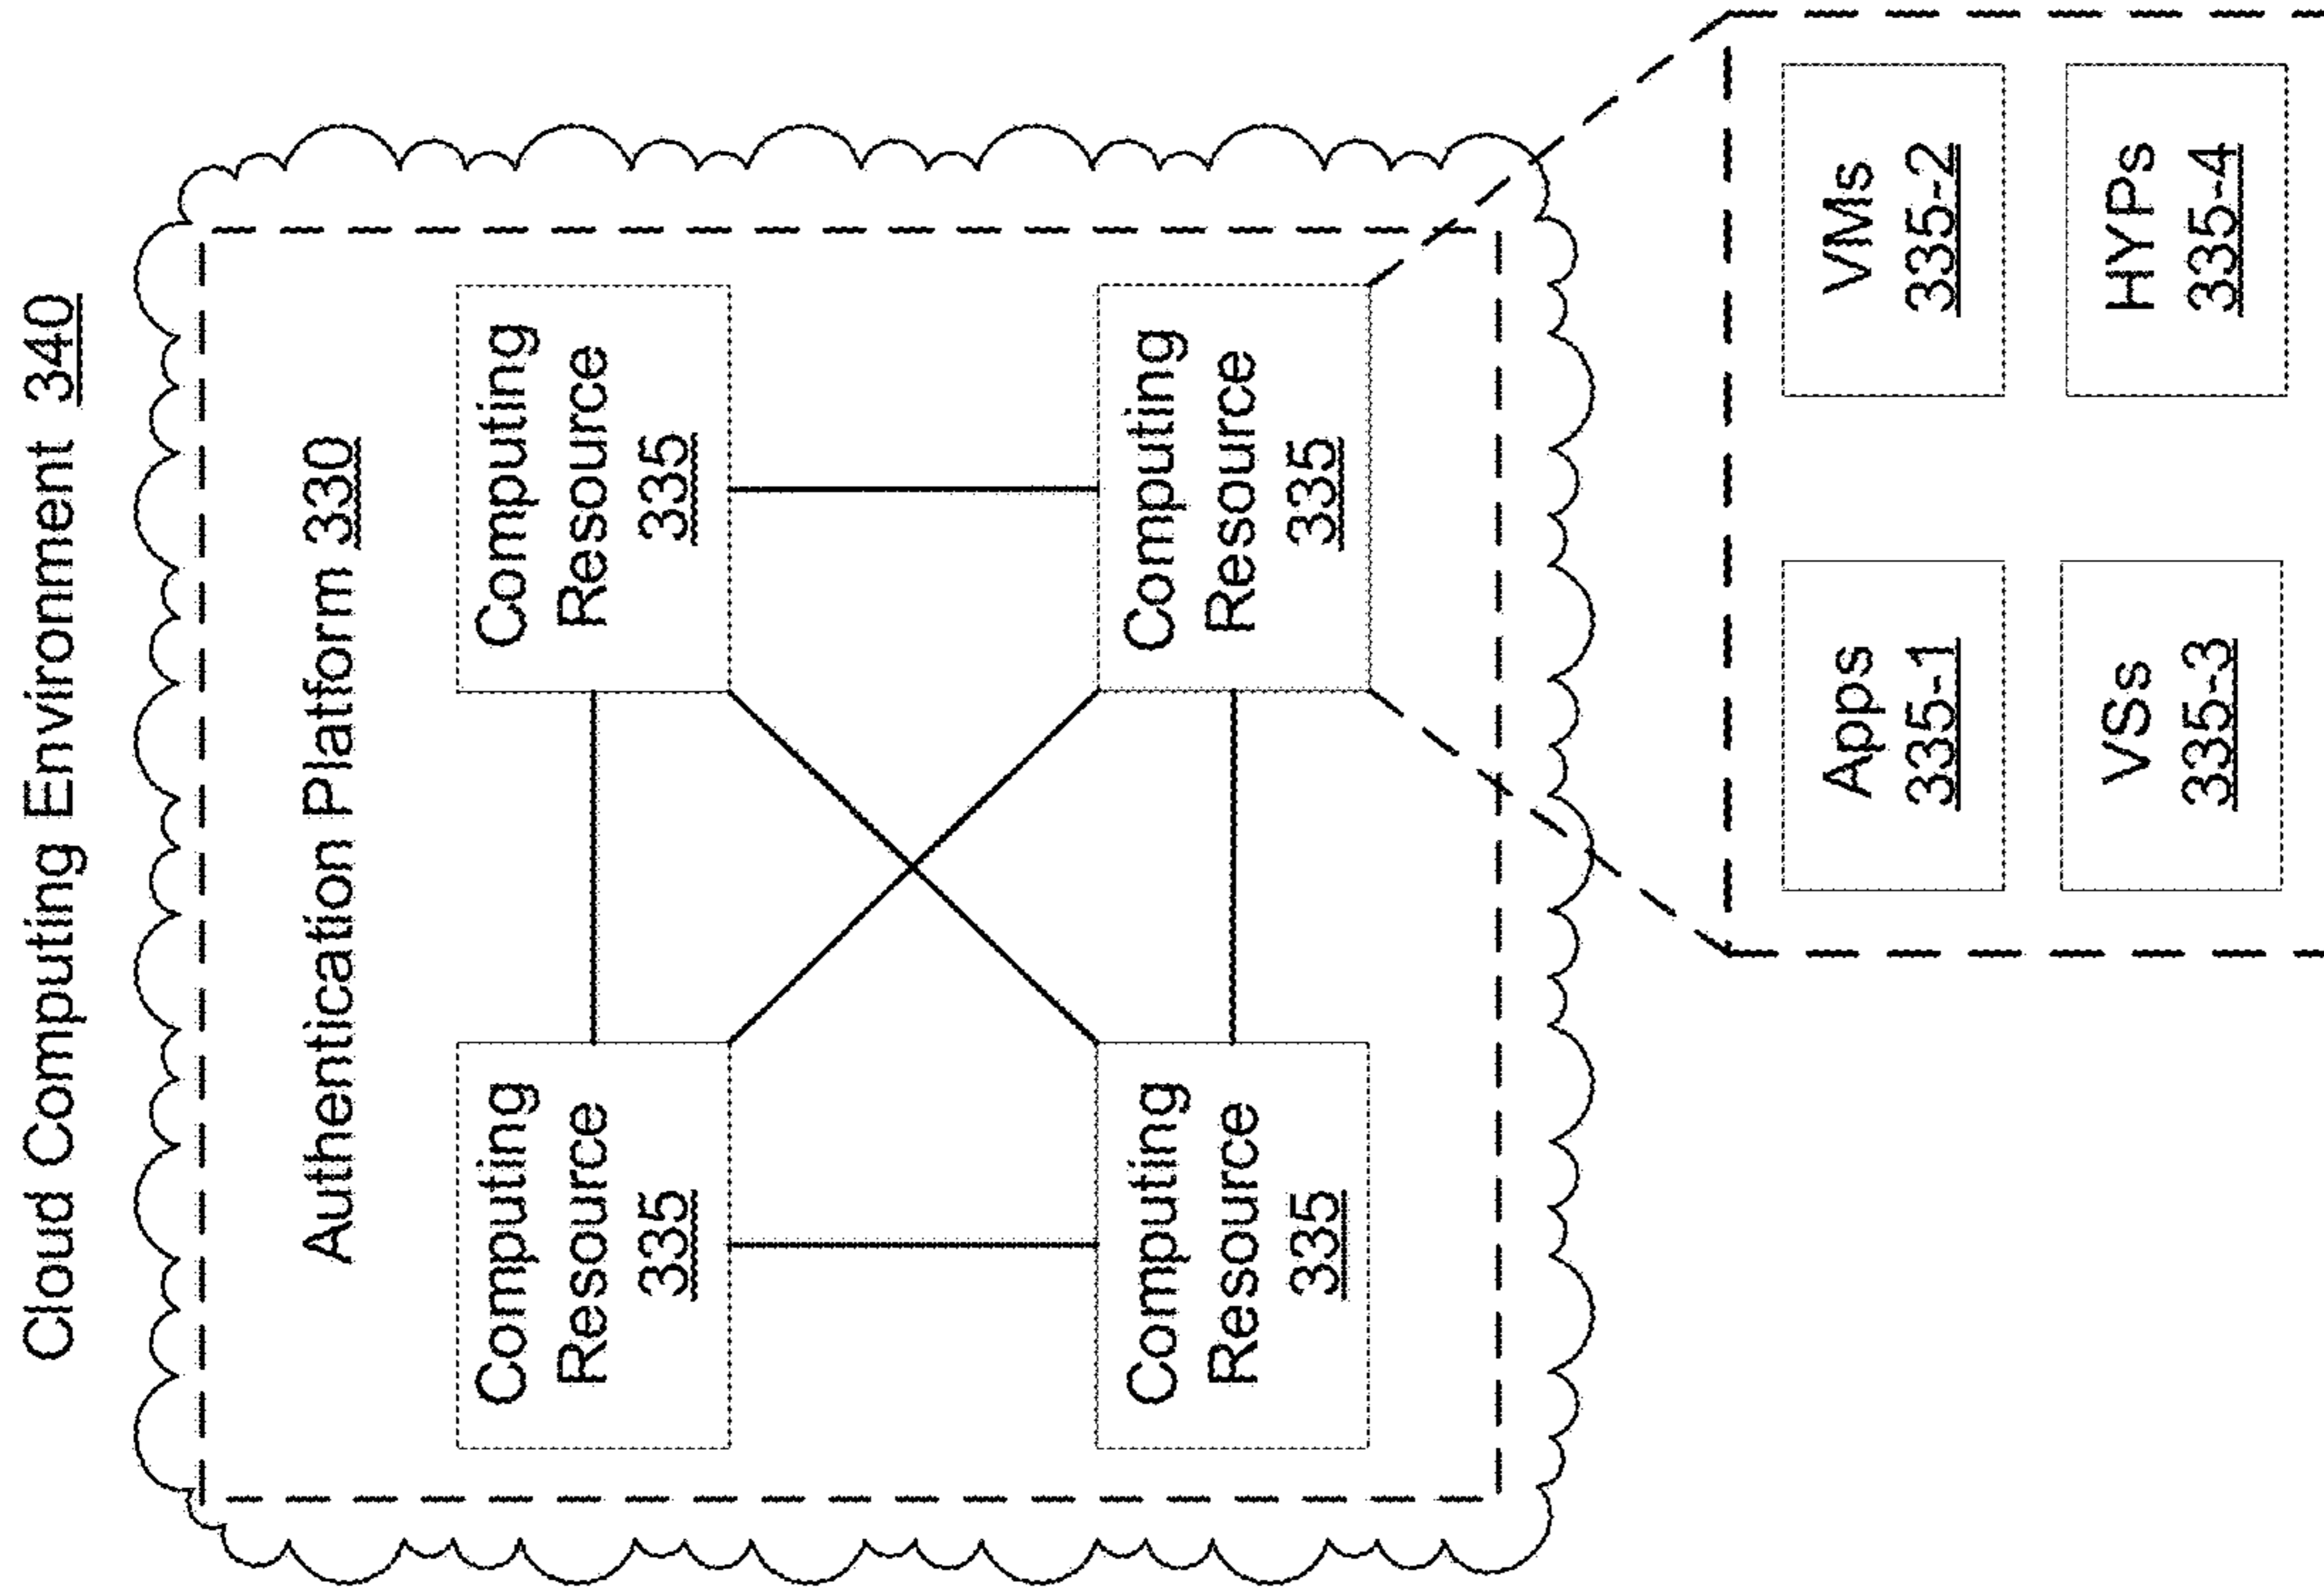 Cloud Computing Environment 340
Authentication Platform 330
Computing
Resource
335
Computing
Resource
335
Computing
Resource
335
Computing
Resource
335
Apps
335-1
VMs
335-2
VSs
335-3
HYPs
335-4